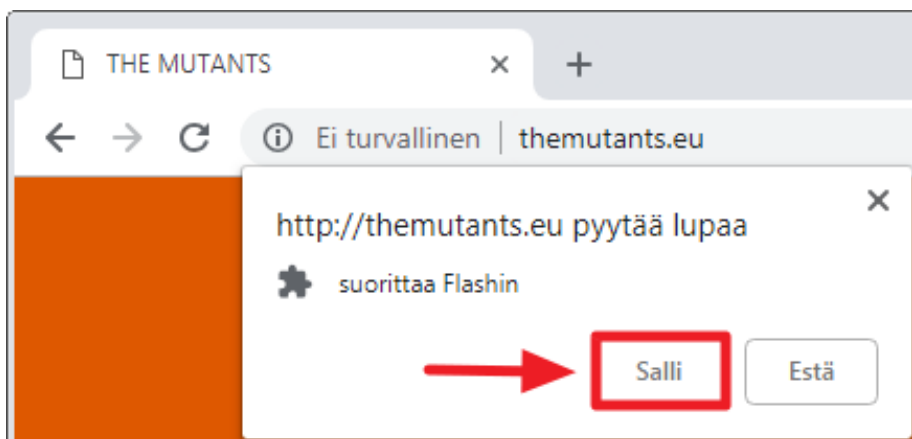 THE MUTANTS
Ei turvallinen | themutants.eu
http://themutants.eu pyytää lupaa
suorittaa Flashin
Salli Estä